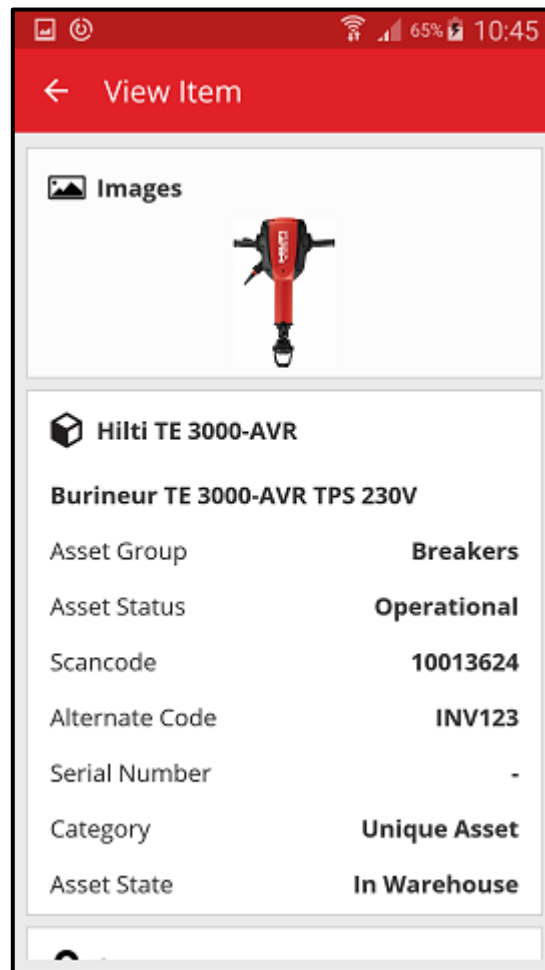 65% 10:45
View Item
Images
Hilti TE 3000-AVR
Burineur TE 3000-AVR TPS 230V
Asset Group Breakers
Asset Status Operational
Scancode 10013624
Alternate Code INV123
Serial Number -
Category Unique Asset
Asset State In Warehouse